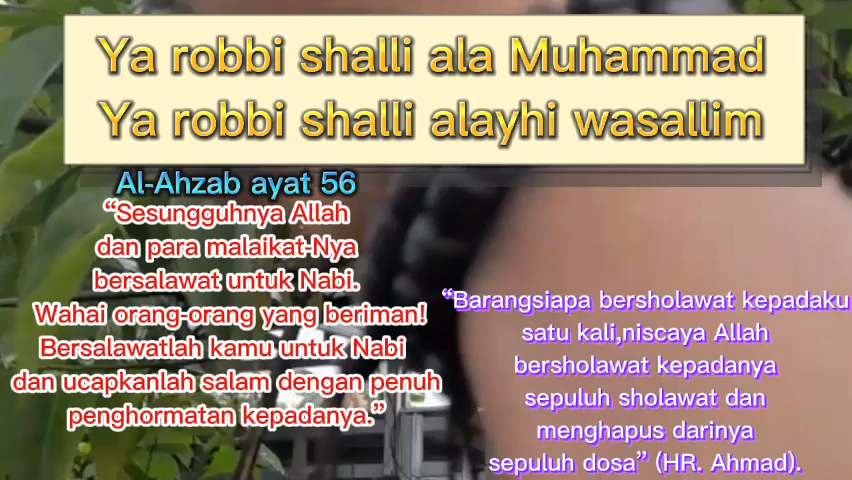 Ya robbi shalli ala Muhammad
Ya robbi shalli alayhi wasallim
Al-Ahzab ayat 56
“Sesungguhnya Allah
dan para malaikat-Nya
bersalawat untuk Nabi.
Wahai orang-orang yang beriman!
Bersalawatlah kamu untuk Nabi
dan ucapkanlah salam dengan penuh
penghormatan kepadanya.”
“Barangsiapa bersholawat kepadaku
satu kali,niscaya Allah
bersholawat kepadanya
sepuluh sholawat dan
menghapus darinya
sepuluh dosa” (HR. Ahmad).